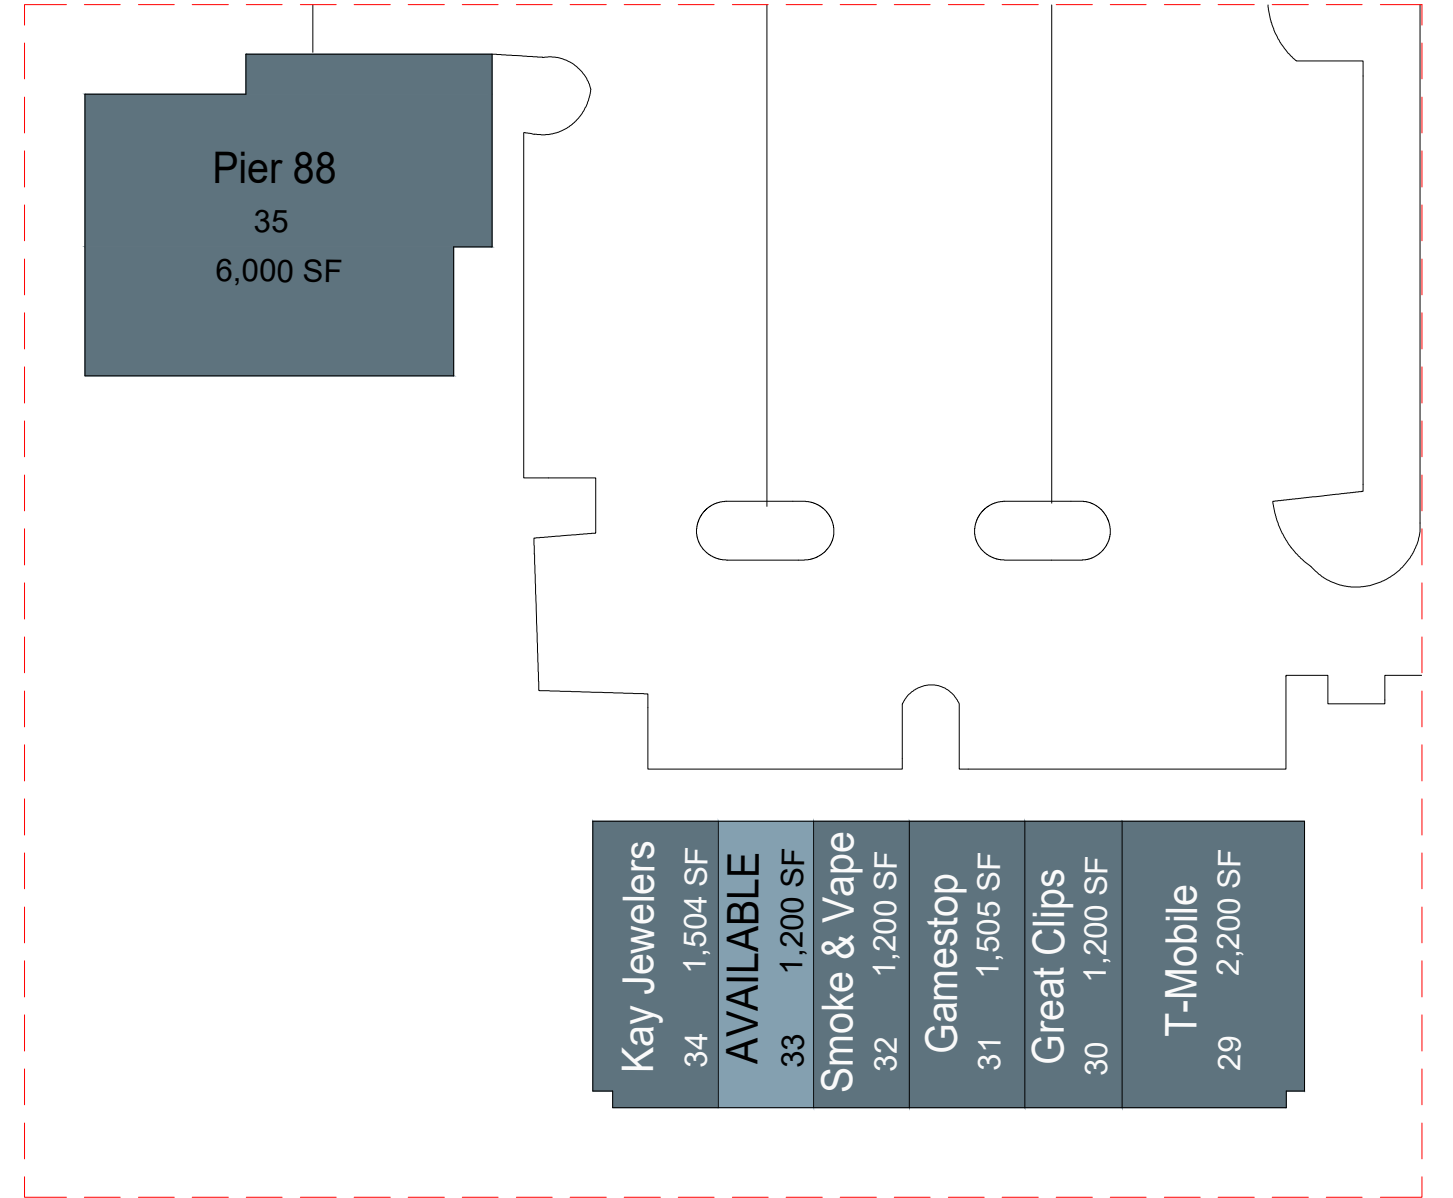 Pier 88
35
6,000 SF
Kay Jewelers
34 1,504 SF
AVAILABLE
33 1,200 SF
Smoke & Vape
32 1,200 SF
Gamestop
31 1,505 SF
Great Clips
30 1,200 SF
T-Mobile
29 2,200 SF